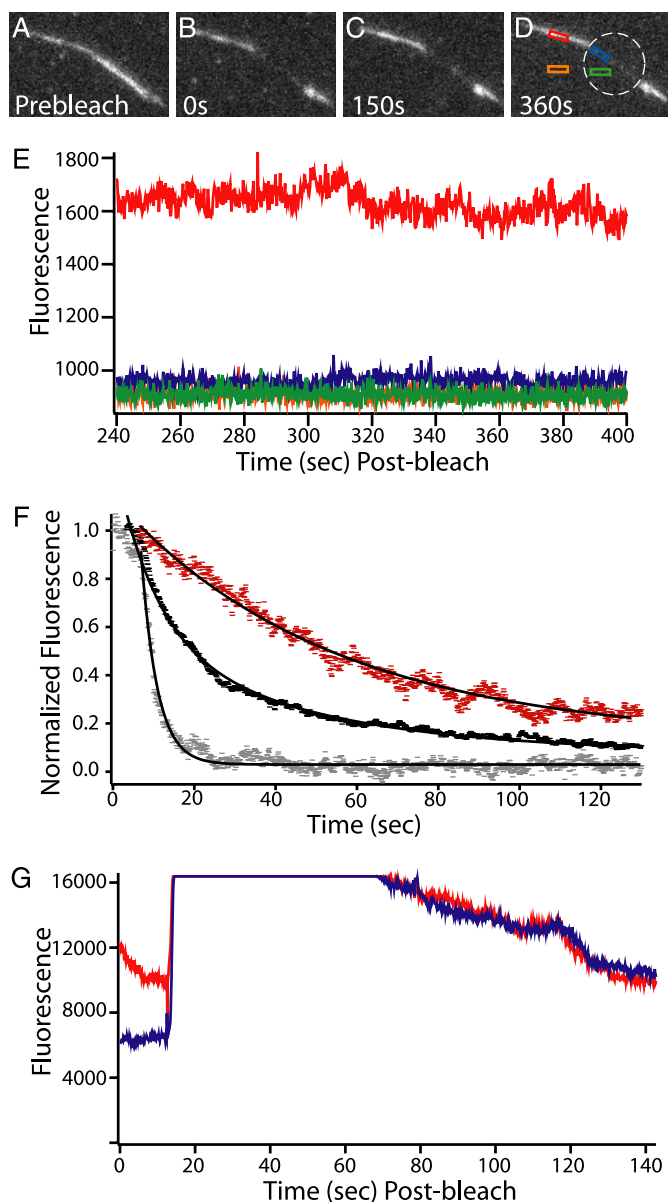 A B C D
Prebleach 0s 150s 360s
E
Fluorescence
1800
1600
1400
1200
1000
240 260 280 300 320 340 360 380 400
Time (sec) Post-bleach
F
Normalized Fluorescence
1.0
0.8
0.6
0.4
0.2
0.0
0 20 40 60 80 100 120
Time (sec)
G
Fluorescence
16000
12000
8000
4000
0 20 40 60 80 100 120 140
Time (sec) Post-bleach